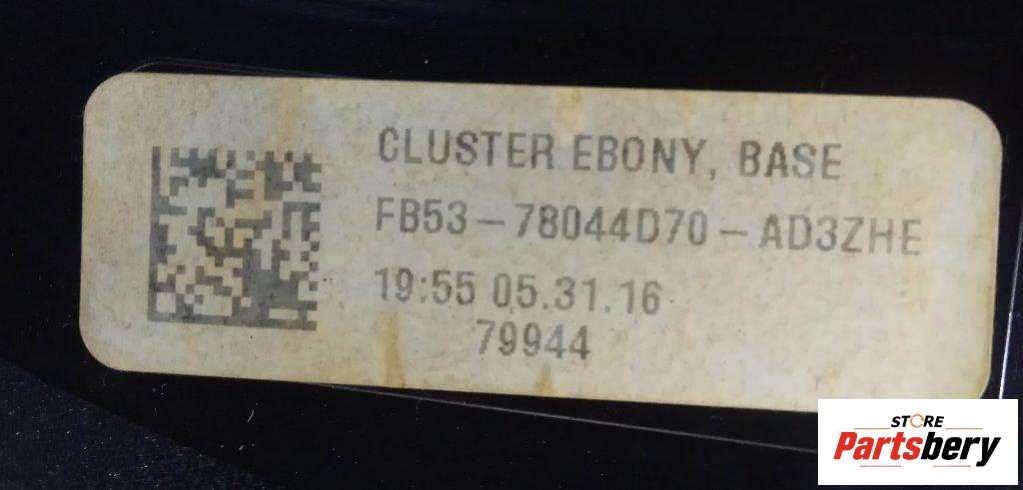 CLUSTER EBONY, BASE
FB53-78044D70-AD3ZHE
19:55 05.31.16
79944
STORE
Partsbery